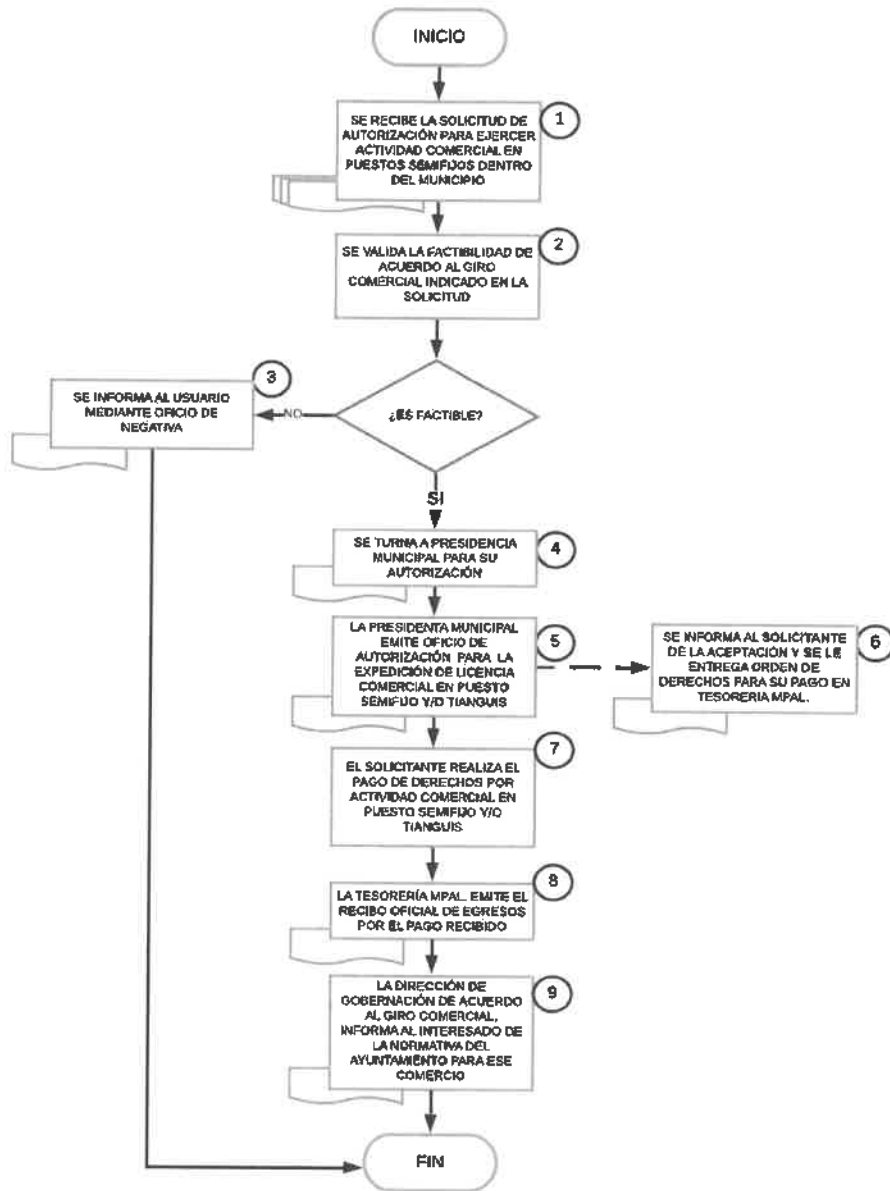 INICIO
1
SE RECIBE LA SOLICITUD DE
AUTORIZACIÓN PARA EJERCER
ACTIVIDAD COMERCIAL EN
PUESTOS SEMIFIJOS DENTRO
DEL MUNICIPIO
2
SE VALIDA LA FACTIBILIDAD DE
ACUERDO AL GIRO
COMERCIAL INDICADO EN LA
SOLICITUD
¿ES FACTIBLE?
NO
3
SE INFORMA AL USUARIO
MEDIANTE OFICIO DE
NEGATIVA
SI
4
SE TURNA A PRESIDENCIA
MUNICIPAL PARA SU
AUTORIZACIÓN
5
LA PRESIDENTA MUNICIPAL
EMITE OFICIO DE
AUTORIZACIÓN PARA LA
EXPEDICIÓN DE LICENCIA
COMERCIAL EN PUESTO
SEMIFIJO Y/O TIANGUIS
6
SE INFORMA AL SOLICITANTE
DE LA ACEPTACIÓN Y SE LE
ENTREGA ORDEN DE
DERECHOS PARA SU PAGO EN
TESORERIA MPAL.
7
EL SOLICITANTE REALIZA EL
PAGO DE DERECHOS POR
ACTIVIDAD COMERCIAL EN
PUESTO SEMIFIJO Y/O
TIANGUIS
8
LA TESORERÍA MPAL. EMITE EL
RECIBO OFICIAL DE EGRESOS
POR EL PAGO RECIBIDO
9
LA DIRECCIÓN DE
GOBERNACIÓN DE ACUERDO
AL GIRO COMERCIAL,
INFORMA AL INTERESADO DE
LA NORMATIVA DEL
AYUNTAMIENTO PARA ESE
COMERCIO
FIN